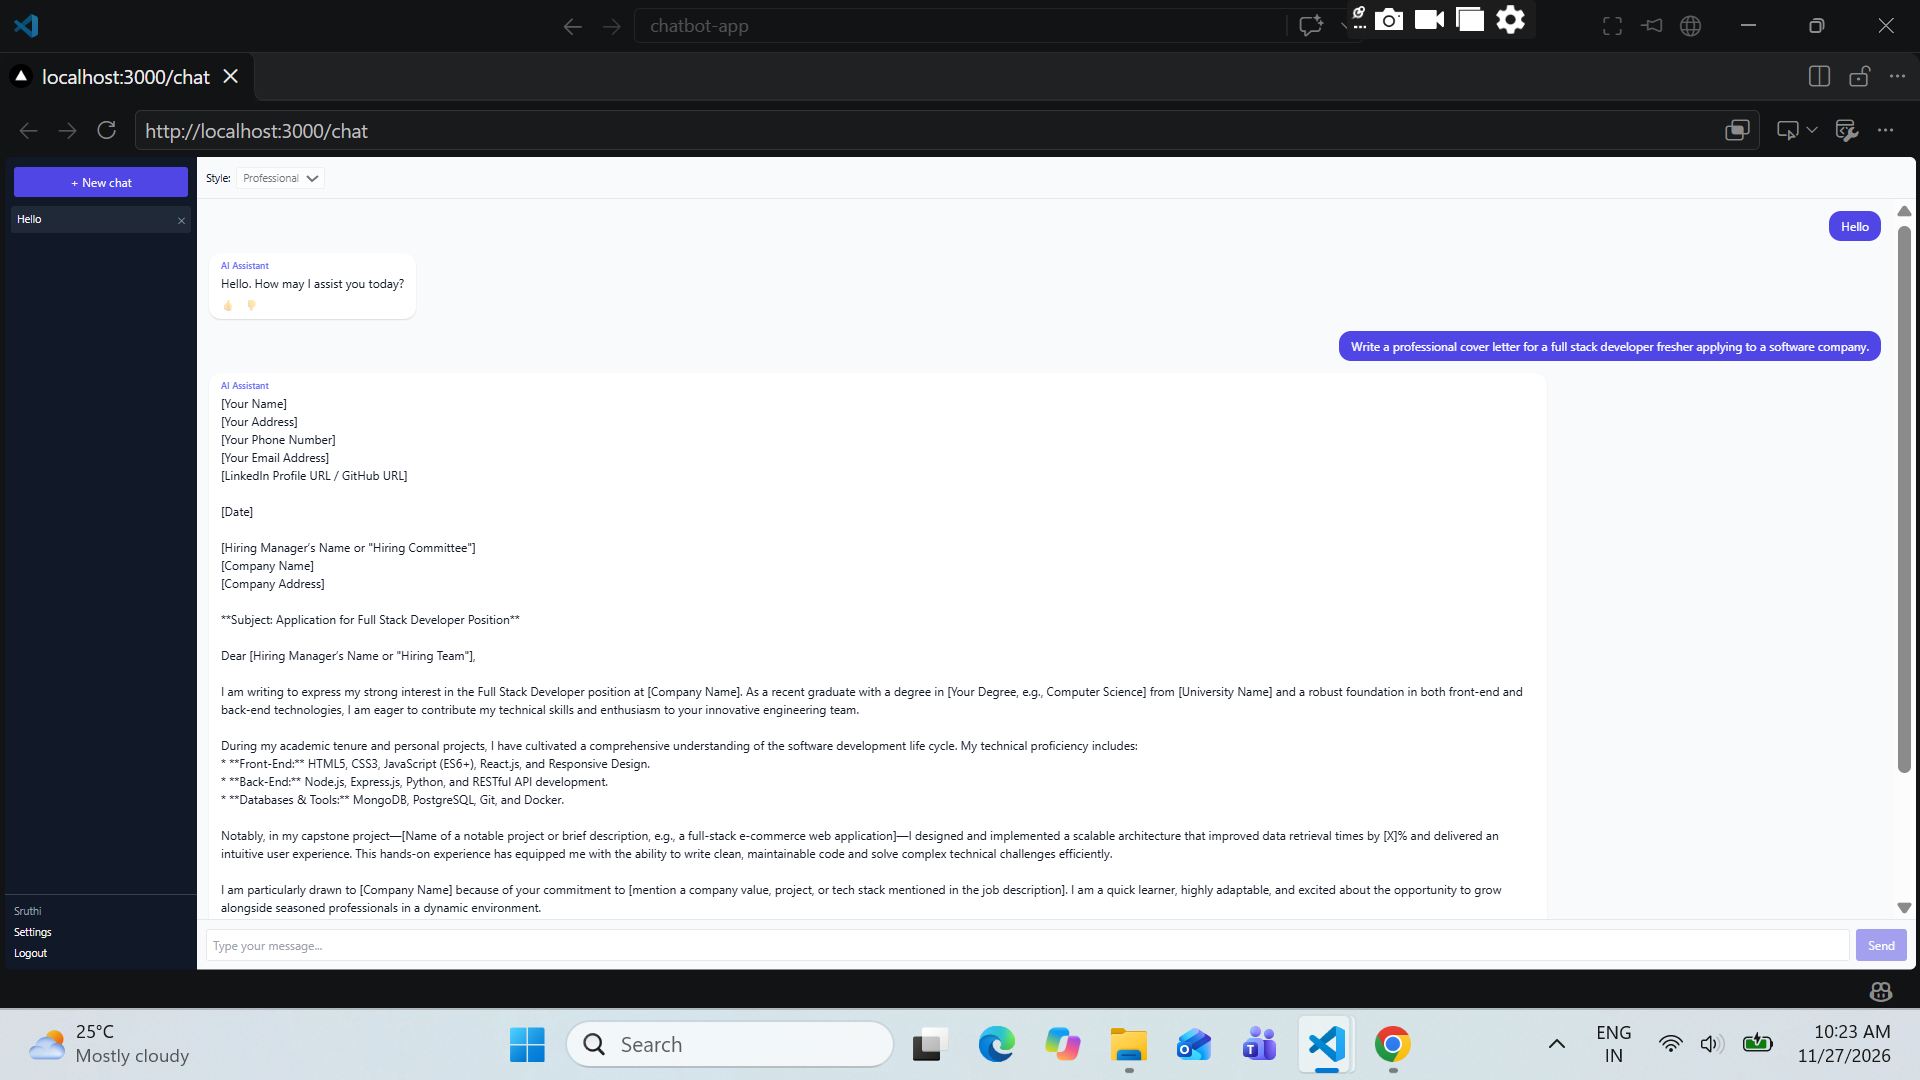 chatbot-app
localhost:3000/chat
http://localhost:3000/chat
+ New chat
Hello
Style: Professional
Hello
AI Assistant
Hello. How may I assist you today?
Write a professional cover letter for a full stack developer fresher applying to a software company.
AI Assistant
[Your Name]
[Your Address]
[Your Phone Number]
[Your Email Address]
[LinkedIn Profile URL / GitHub URL]
[Date]
[Hiring Manager's Name or "Hiring Committee"]
[Company Name]
[Company Address]
**Subject: Application for Full Stack Developer Position**
Dear [Hiring Manager's Name or "Hiring Team"],
I am writing to express my strong interest in the Full Stack Developer position at [Company Name]. As a recent graduate with a degree in [Your Degree, e.g., Computer Science] from [University Name] and a robust foundation in both front-end and
back-end technologies, I am eager to contribute my technical skills and enthusiasm to your innovative engineering team.
During my academic tenure and personal projects, I have cultivated a comprehensive understanding of the software development life cycle. My technical proficiency includes:
* **Front-End:** HTML5, CSS3, JavaScript (ES6+), React.js, and Responsive Design.
* **Back-End:** Node.js, Express.js, Python, and RESTful API development.
* **Databases & Tools:** MongoDB, PostgreSQL, Git, and Docker.
Notably, in my capstone project—[Name of a notable project or brief description, e.g., a full-stack e-commerce web application]—I designed and implemented a scalable architecture that improved data retrieval times by [X]% and delivered an
intuitive user experience. This hands-on experience has equipped me with the ability to write clean, maintainable code and solve complex technical challenges efficiently.
I am particularly drawn to [Company Name] because of your commitment to [mention a company value, project, or tech stack mentioned in the job description]. I am a quick learner, highly adaptable, and excited about the opportunity to grow
alongside seasoned professionals in a dynamic environment.
Sruthi
Settings
Logout
Type your message...
Send
25°C
Mostly cloudy
Search
ENG
IN
10:23 AM
11/27/2026